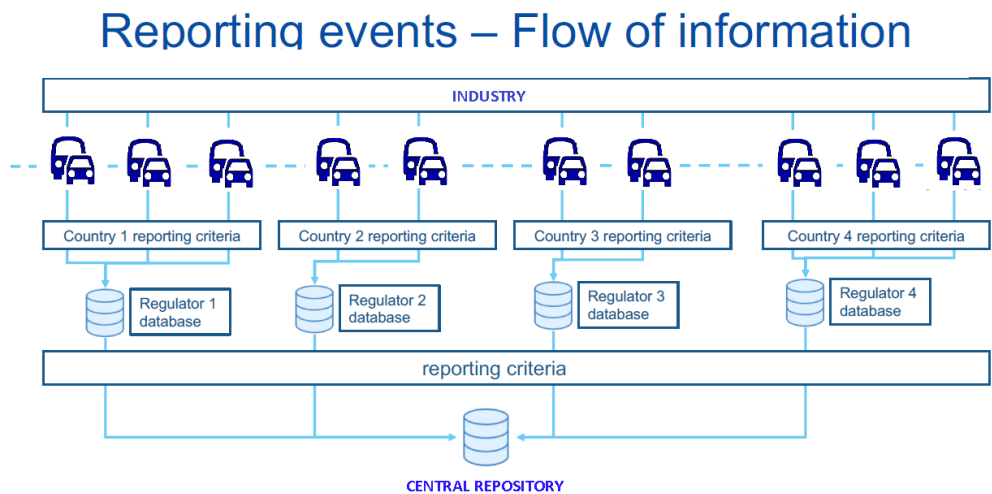 Reporting events – Flow of information
INDUSTRY
Country 1 reporting criteria
Country 2 reporting criteria
Country 3 reporting criteria
Country 4 reporting criteria
Regulator 1
database
Regulator 2
database
Regulator 3
database
Regulator 4
database
reporting criteria
CENTRAL REPOSITORY